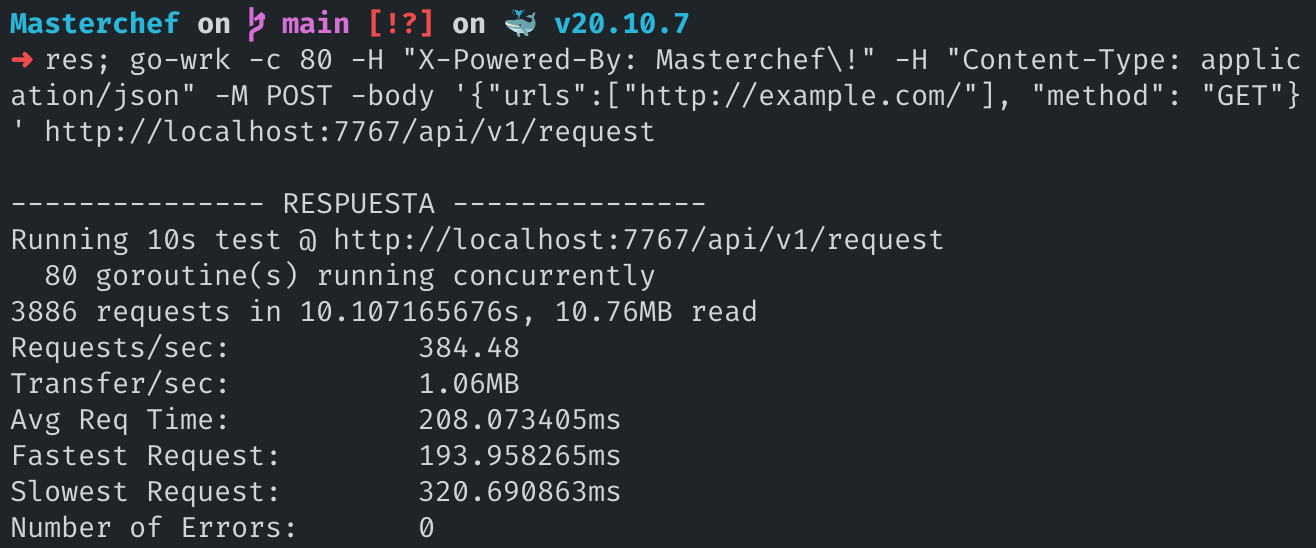 Masterchef on main [!?] on 🐳 v20.10.7
➜ res; go-wrk -c 80 -H "X-Powered-By: Masterchef\!" -H "Content-Type: applic
ation/json" -M POST -body '{"urls":["http://example.com/"], "method": "GET"}
' http://localhost:7767/api/v1/request
--------------- RESPUESTA ---------------
Running 10s test @ http://localhost:7767/api/v1/request
  80 goroutine(s) running concurrently
3886 requests in 10.107165676s, 10.76MB read
Requests/sec:           384.48
Transfer/sec:           1.06MB
Avg Req Time:           208.073405ms
Fastest Request:        193.958265ms
Slowest Request:        320.690863ms
Number of Errors:       0